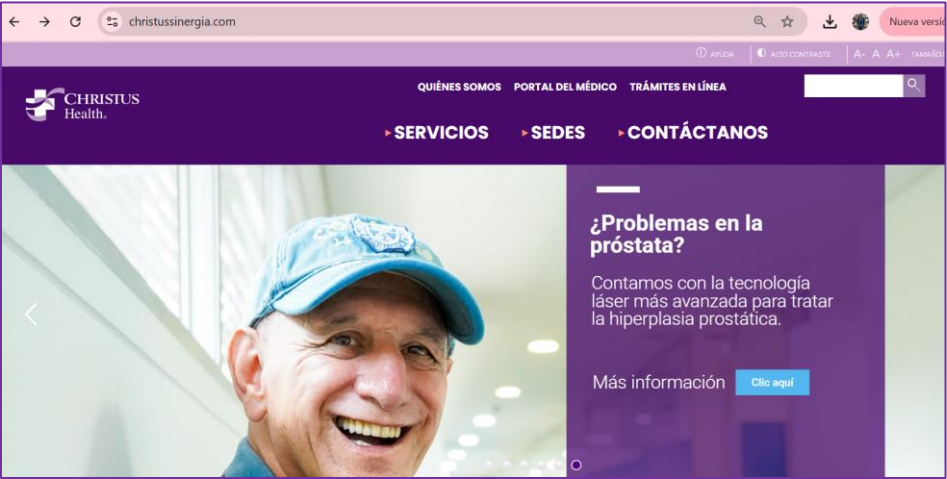 christussinergia.com
Nueva versió
AYUDA
ALTO CONTRASTE
A- A A+ TAMAÑO
CHRISTUS
Health.
QUIÉNES SOMOS PORTAL DEL MÉDICO TRÁMITES EN LÍNEA
SERVICIOS SEDES CONTÁCTANOS
¿Problemas en la
próstata?
Contamos con la tecnología
láser más avanzada para tratar
la hiperplasia prostática.
Más información Clic aquí